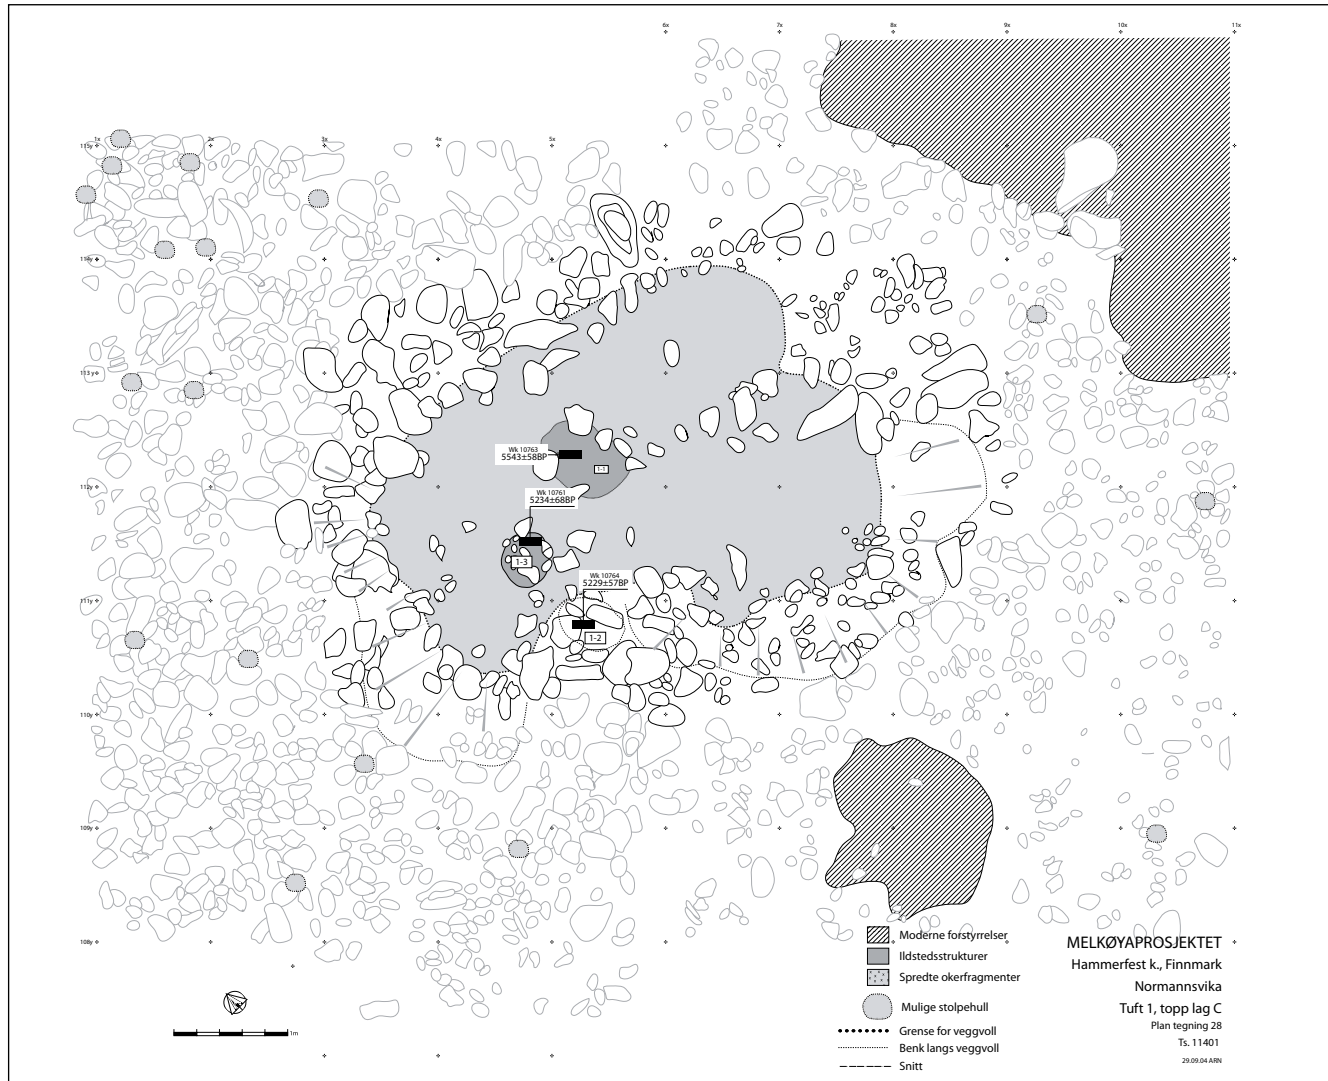 6x 7x 8x 9x 10x 11x
1x 2x 3x 4x 5x
115y
114y
113 y
Wk 10763
5543±58BP
1-1
112y
Wk 10761
5234±68BP
1-3
Wk 10764
5229±57BP
111y
1-2
110y
109y
108y
1m
Moderne forstyrrelser
Ildstedsstrukturer
Spredte okerfragmenter
Mulige stolpehull
Grense for veggvoll
Benk langs veggvoll
Snitt
MELKØYAPROSJEKTET
Hammerfest k., Finnmark
Normannsvika
Tuft 1, topp lag C
Plan tegning 28
Ts. 11401
29.09.04 ARN